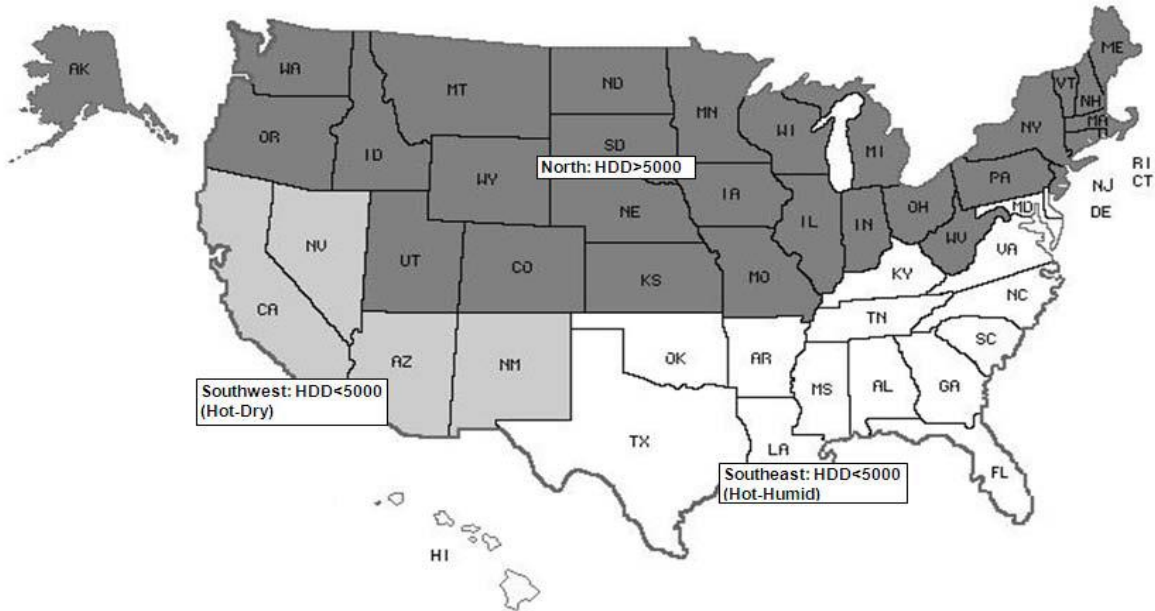 AK
WA
MT
ND
MN
ME
VT
NH
MA
NY
OR
ID
SD
WI
MI
North: HDD>5000
WY
RI
CT
NJ
DE
IA
PA
NE
IL
IN
OH
MD
NV
UT
CO
KS
MO
WV
VA
KY
CA
NC
TN
AZ
NM
OK
AR
SC
MS
AL
GA
Southwest: HDD<5000
(Hot-Dry)
TX
LA
Southeast: HDD<5000
(Hot-Humid)
FL
HI